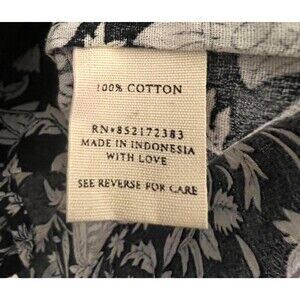 100% COTTON
RN#852172383
MADE IN INDONESIA
WITH LOVE
SEE REVERSE FOR CARE